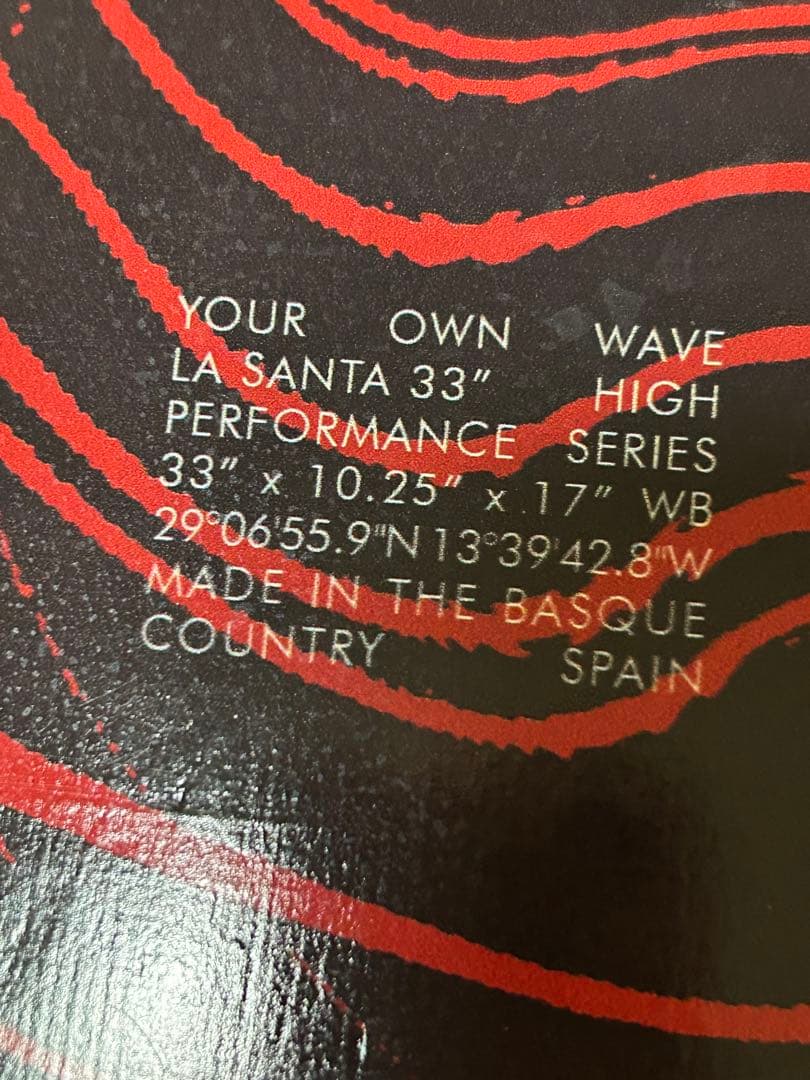 YOUR OWN WAVE
LA SANTA 33" HIGH
PERFORMANCE SERIES
33" x 10.25" x 17" WB
29°06'55.9"N 13°39'42.8"W
MADE IN THE BASQUE
COUNTRY SPAIN